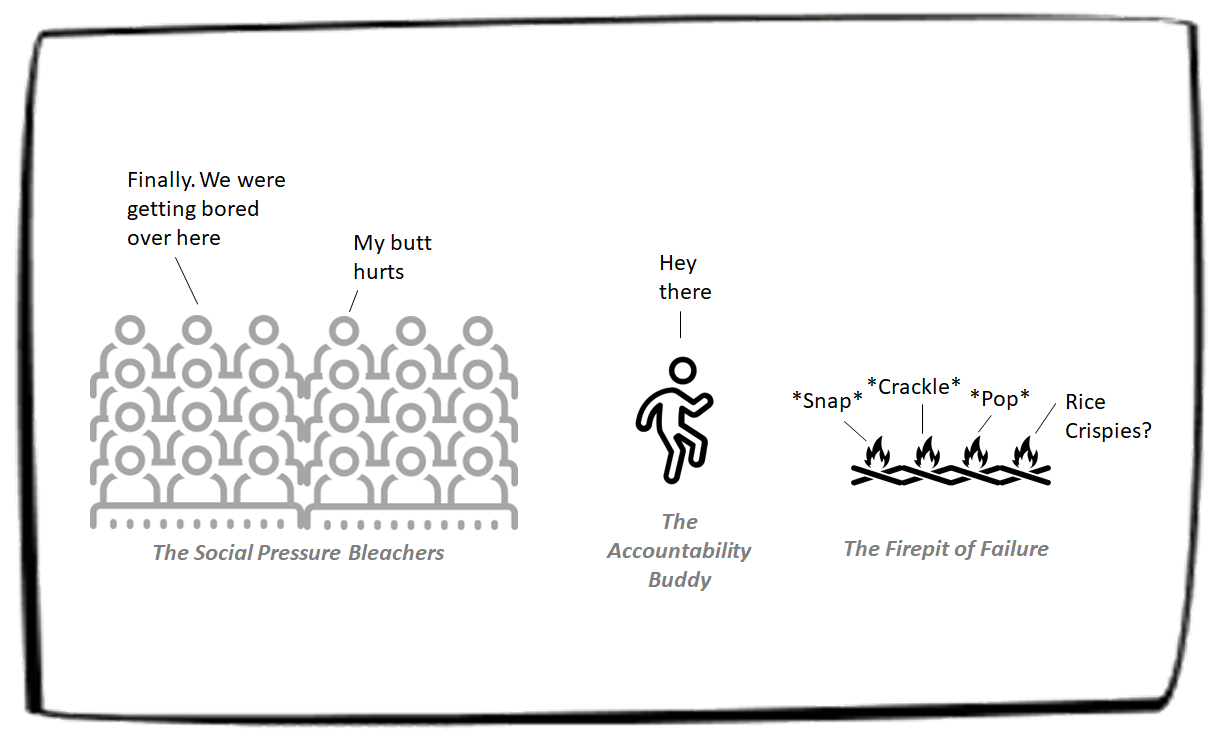 Finally. We were
getting bored
over here
My butt
hurts
Hey
there
*Snap*
*Crackle*
*Pop*
Rice
Crispies?
The Social Pressure Bleachers
The
Accountability
Buddy
The Firepit of Failure